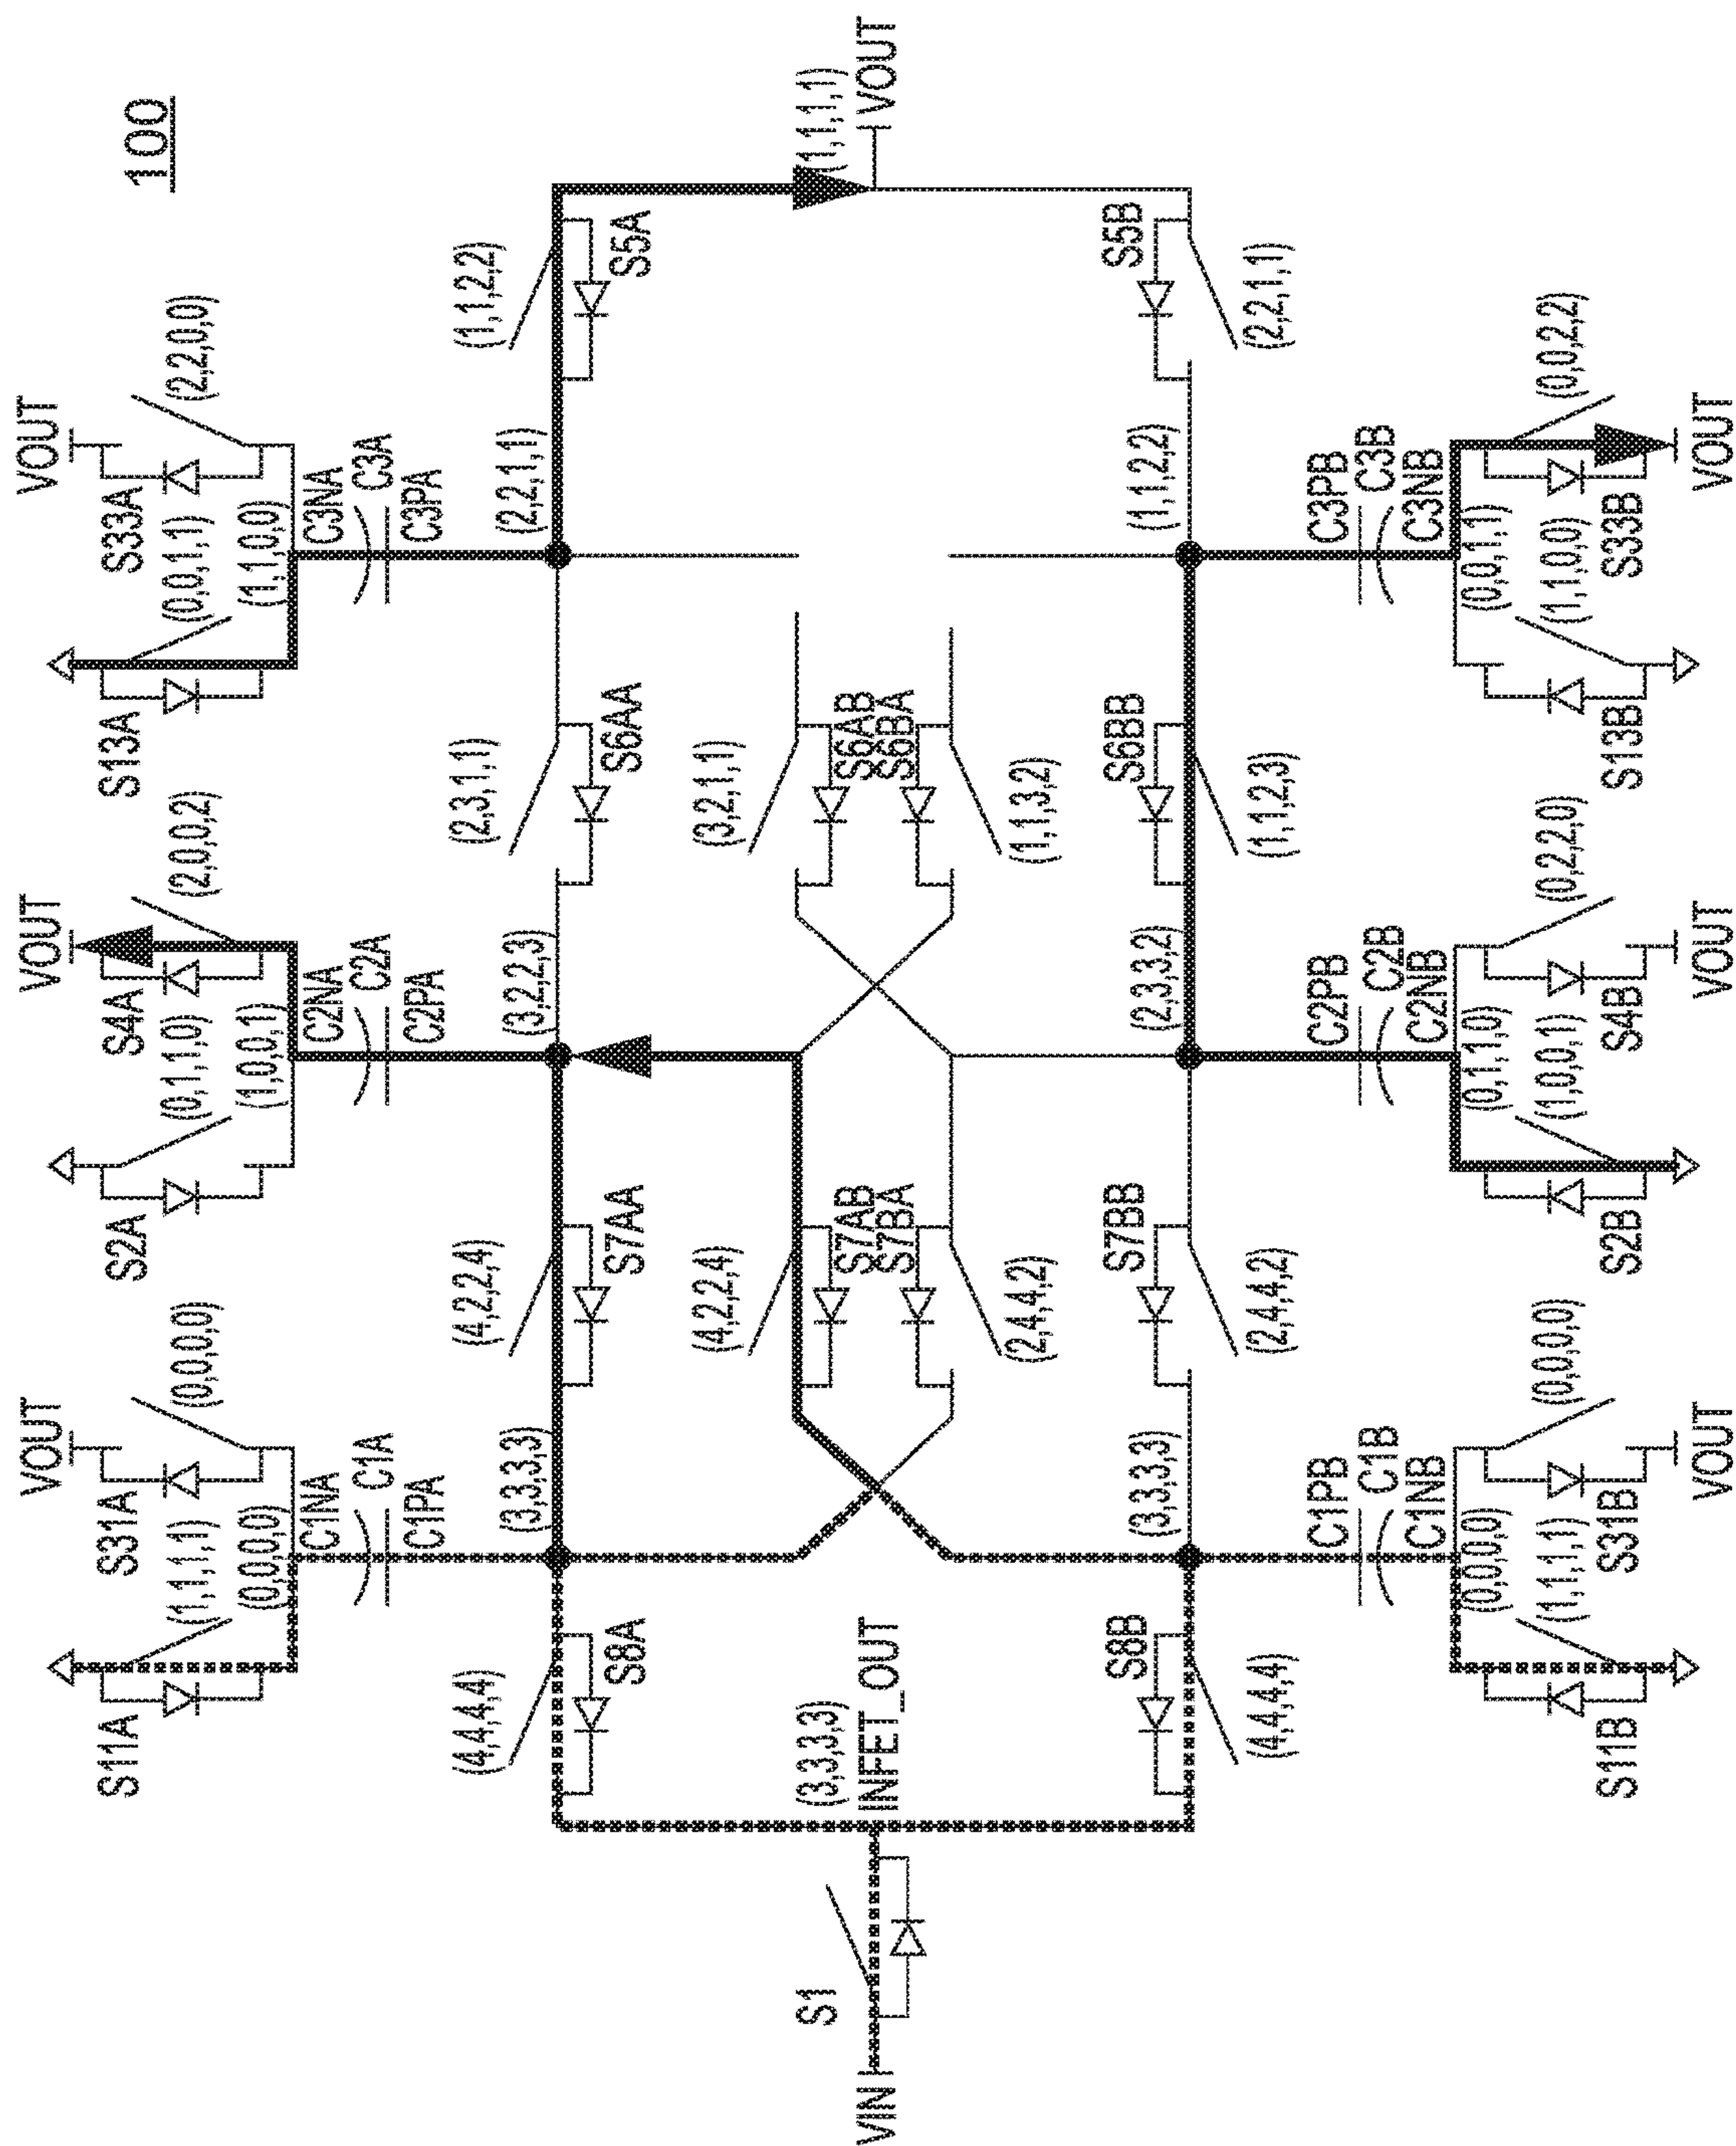 100
VOUT
VOUT
VOUT
S11A
S31A
S2A
S4A
S13A
S33A
(1,1,1,1)
(0,0,0,0)
(0,1,1,0)
(2,0,0,2)
(0,0,1,1)
(2,2,0,0)
(0,0,0,0)
(1,0,0,1)
(1,1,0,0)
C1NA
C2NA
C3NA
C1A
C2A
C3A
C1PA
C2PA
C3PA
(4,4,4,4)
(4,2,2,4)
(2,3,1,1)
(1,1,2,2)
(3,3,3,3)
(3,2,2,3)
(2,2,1,1)
S8A
S7AA
S6AA
S5A
(4,2,2,4)
(3,2,1,1)
S1
(3,3,3,3)
(1,1,1,1)
S7AB
S6AB
VIN
INFET_OUT
S7BA
S6BA
VOUT
(2,4,4,2)
(1,1,3,2)
S8B
S7BB
S6BB
S5B
(3,3,3,3)
(2,3,3,2)
(1,1,2,2)
(4,4,4,4)
(2,4,4,2)
(1,1,2,3)
(2,2,1,1)
C1PB
C2PB
C3PB
C1B
C2B
C3B
C1NB
C2NB
C3NB
(0,0,0,0)
(0,1,1,0)
(0,0,1,1)
(1,1,1,1)
(0,0,0,0)
(1,0,0,1)
(0,2,2,0)
(1,1,0,0)
(0,0,2,2)
S11B
S31B
S2B
S4B
S13B
S33B
VOUT
VOUT
VOUT